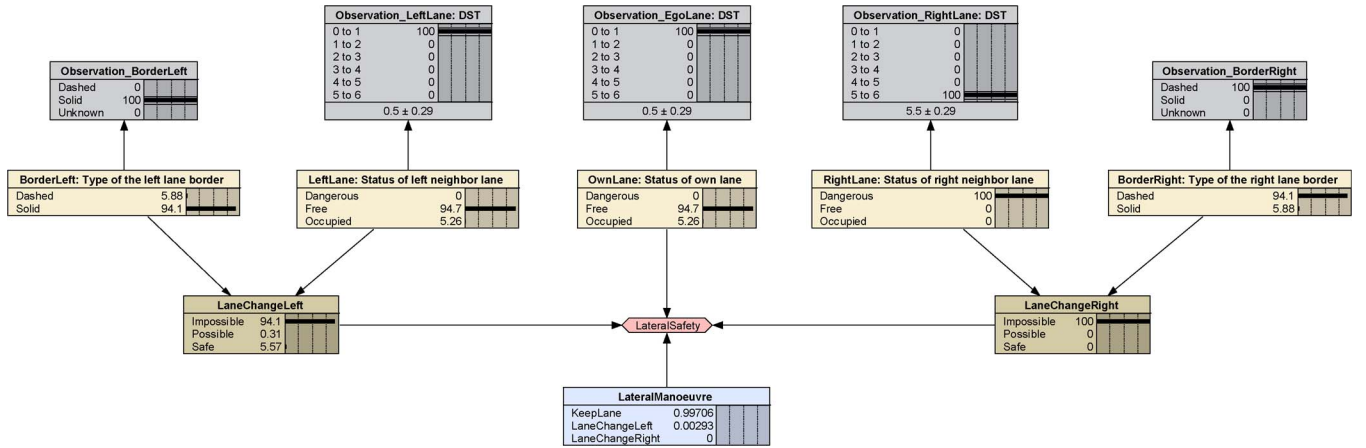 Observation_LeftLane: DST
0 to 1 100
1 to 2 0
2 to 3 0
3 to 4 0
4 to 5 0
5 to 6 0
0.5 ± 0.29
Observation_EgoLane: DST
0 to 1 100
1 to 2 0
2 to 3 0
3 to 4 0
4 to 5 0
5 to 6 0
0.5 ± 0.29
Observation_RightLane: DST
0 to 1 0
1 to 2 0
2 to 3 0
3 to 4 0
4 to 5 0
5 to 6 100
5.5 ± 0.29
Observation_BorderLeft
Dashed 0
Solid 100
Unknown 0
Observation_BorderRight
Dashed 100
Solid 0
Unknown 0
BorderLeft: Type of the left lane border
Dashed 5.88
Solid 94.1
LeftLane: Status of left neighbor lane
Dangerous 0
Free 94.7
Occupied 5.26
OwnLane: Status of own lane
Dangerous 0
Free 94.7
Occupied 5.26
RightLane: Status of right neighbor lane
Dangerous 100
Free 0
Occupied 0
BorderRight: Type of the right lane border
Dashed 94.1
Solid 5.88
LaneChangeLeft
Impossible 94.1
Possible 0.31
Safe 5.57
LateralSafety
LaneChangeRight
Impossible 100
Possible 0
Safe 0
LateralManoeuvre
KeepLane 0.99706
LaneChangeLeft 0.00293
LaneChangeRight 0